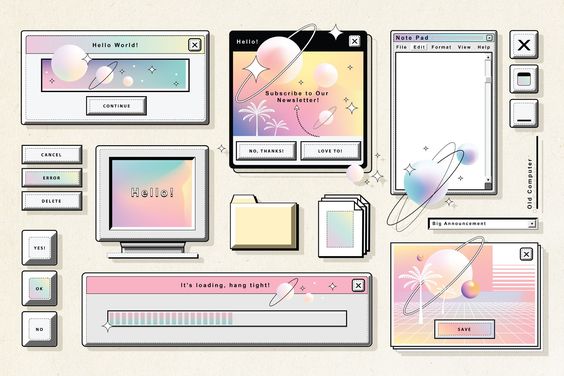 Hello World!
CONTINUE
Hello!
Subscribe to Our
Newsletter!
NO, THANKS!
LOVE TO!
Note Pad
File Edit Format View Help
CANCEL
ERROR
DELETE
Hello!
Old Computer
Big Announcement
YES!
OK
NO
It's loading, hang tight!
SAVE